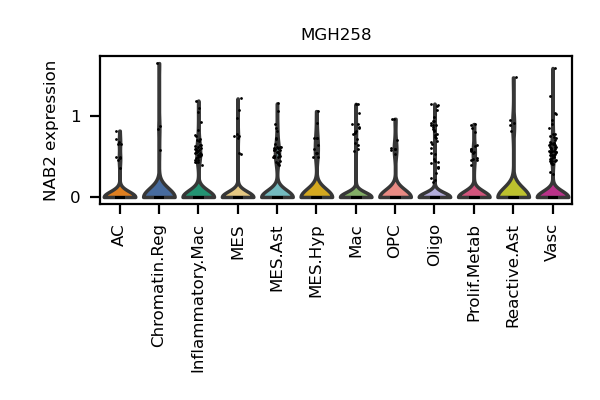 MGH258
NAB2 expression
1
0
AC
Chromatin.Reg
Inflammatory.Mac
MES
MES.Ast
MES.Hyp
Mac
OPC
Oligo
Prolif.Metab
Reactive.Ast
Vasc